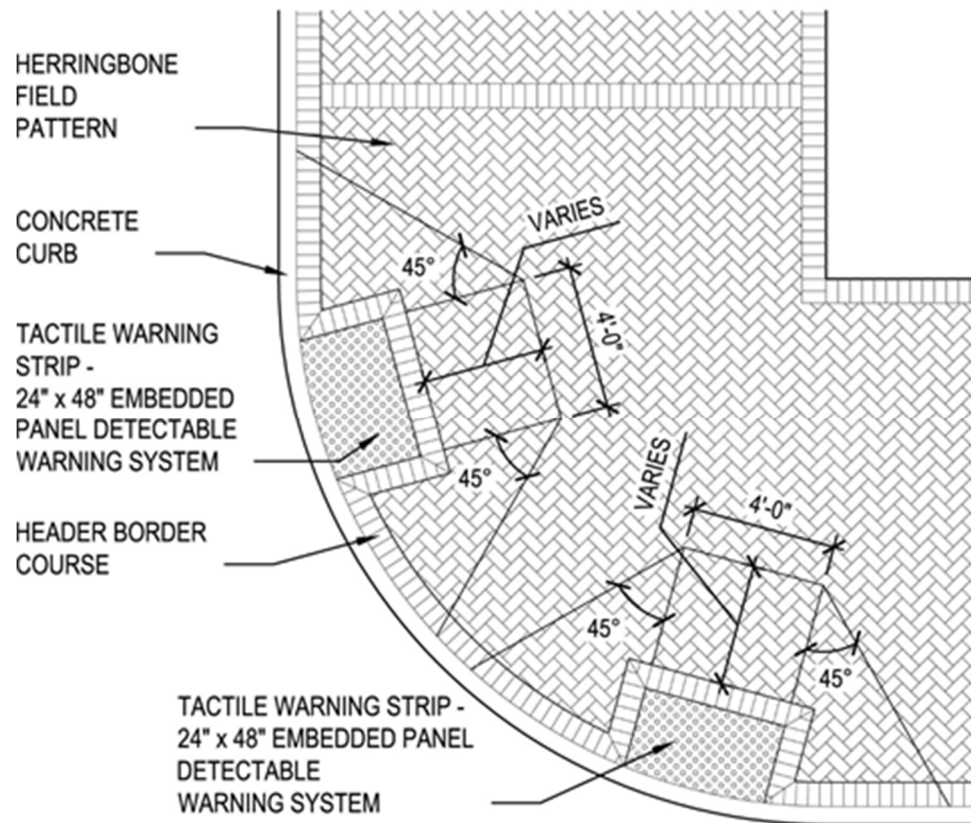 HERRINGBONE
FIELD
PATTERN
CONCRETE
CURB
TACTILE WARNING
STRIP -
24" x 48" EMBEDDED
PANEL DETECTABLE
WARNING SYSTEM
HEADER BORDER
COURSE
VARIES
45°
4'-0"
45°
VARIES
4'-0"
45°
45°
TACTILE WARNING STRIP -
24" x 48" EMBEDDED PANEL
DETECTABLE
WARNING SYSTEM